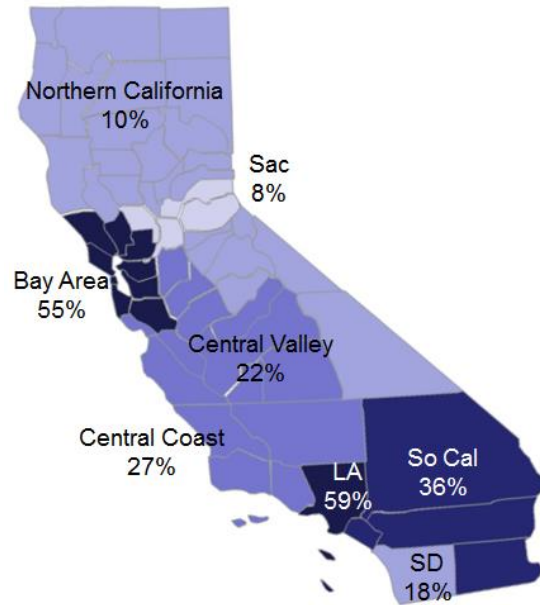 Northern California
10%
Sac
8%
Bay Area
55%
Central Valley
22%
Central Coast
27%
LA
59%
So Cal
36%
SD
18%